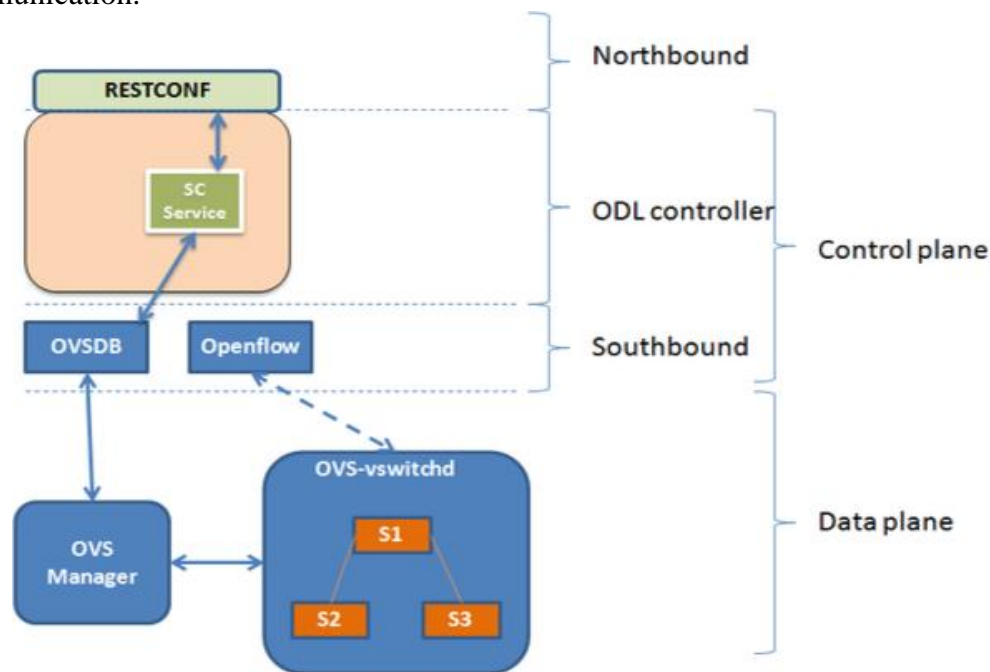 Northbound
RESTCONF
SC
Service
ODL controller
Control plane
OVSDB
Openflow
Southbound
OVS-vswitchd
S1
OVS
Manager
S2
S3
Data plane